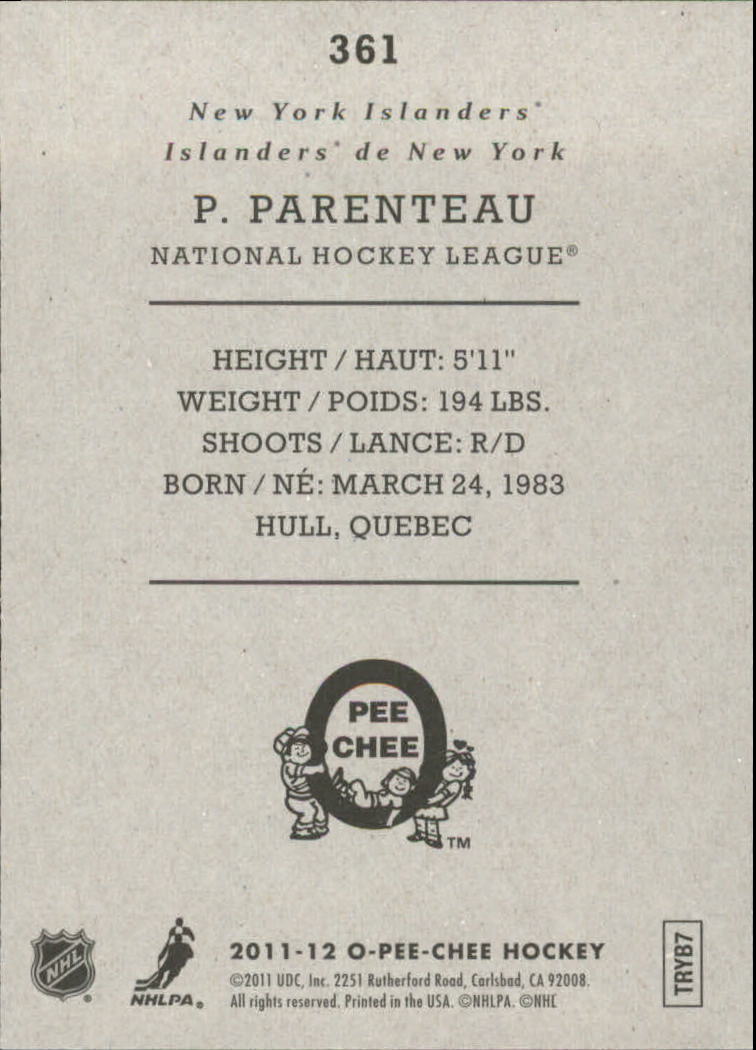 361
New York Islanders*
Islanders* de New York
P. PARENTEAU
NATIONAL HOCKEY LEAGUE®
HEIGHT / HAUT: 5'11"
WEIGHT / POIDS: 194 LBS.
SHOOTS / LANCE: R/D
BORN / NÉ: MARCH 24, 1983
HULL, QUEBEC
O
PEE
CHEE
TM
NHL ®
NHLPA®
2011-12 O-PEE-CHEE HOCKEY
©2011 UDC, Inc. 2251 Rutherford Road, Carlsbad, CA 92008.
All rights reserved. Printed in the USA. ©NHLPA. ©NHL
TRYB7